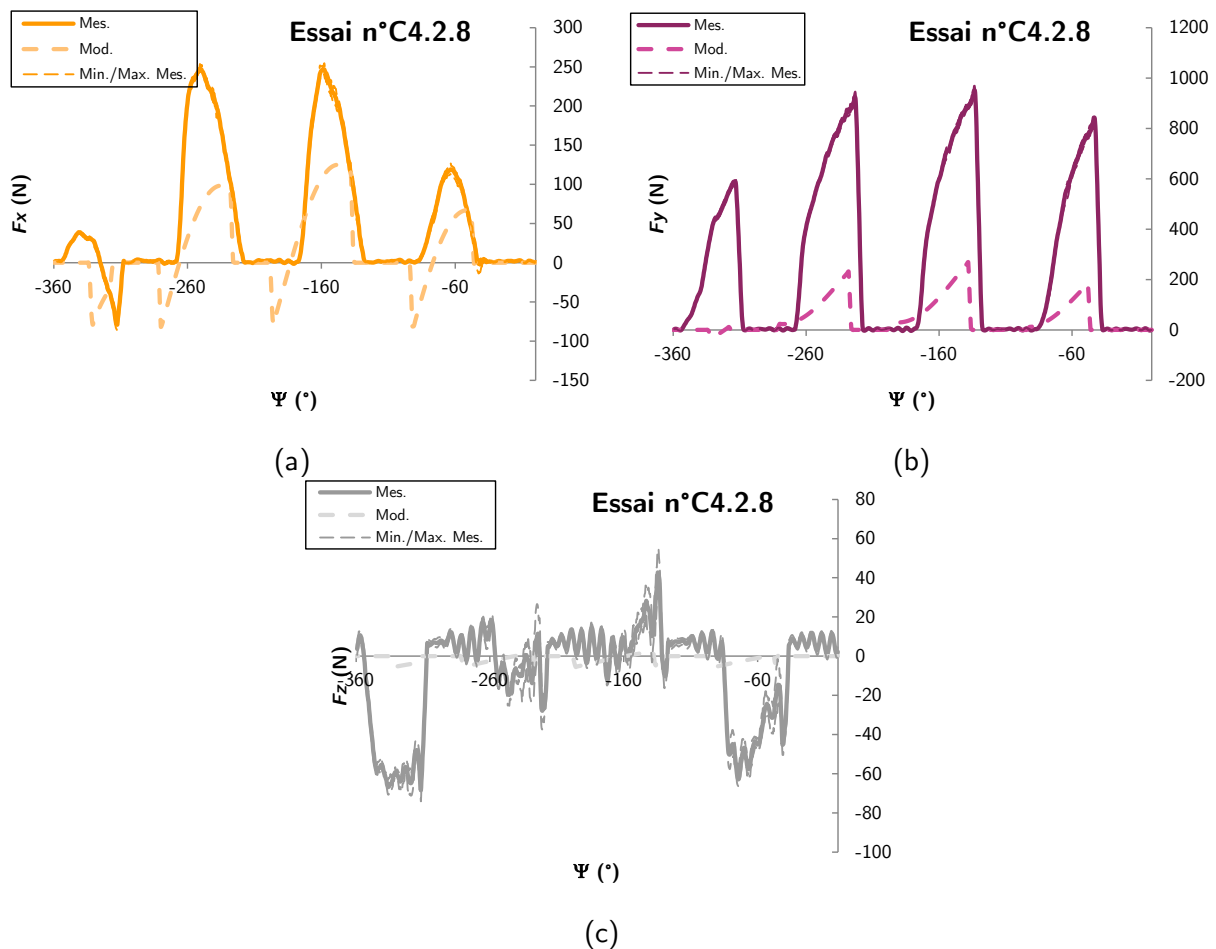 Essai n°C4.2.8
Mes.
Mod.
Min./Max. Mes.
300
250
200
150
100
50
0
-50
-100
-150
-360
-260
-160
-60
Fx (N)
Ψ (°)
(a)
Essai n°C4.2.8
Mes.
Mod.
Min./Max. Mes.
1200
1000
800
600
400
200
0
-200
-360
-260
-160
-60
Fy (N)
Ψ (°)
(b)
Essai n°C4.2.8
Mes.
Mod.
Min./Max. Mes.
80
60
40
20
0
-20
-40
-60
-80
-100
-360
-260
-160
-60
Fz (N)
Ψ (°)
(c)